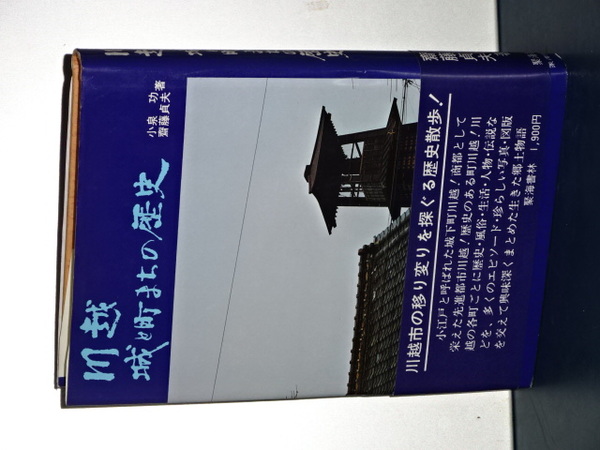 川越
城と町まちの歴史
小泉 功
齋藤貞夫 著
川越市の移り変りを探ぐる歴史散歩!
小江戸と呼ばれた城下町川越!商都として
栄えた先進都市川越!歴史のある町川越!川
越の各町ごとに歴史・風俗・生活・人物・伝説な
どを、多くのエピソード・珍らしい写真・図版
を交えて興味深くまとめた生きた郷土物語
聚海書林 1,900円